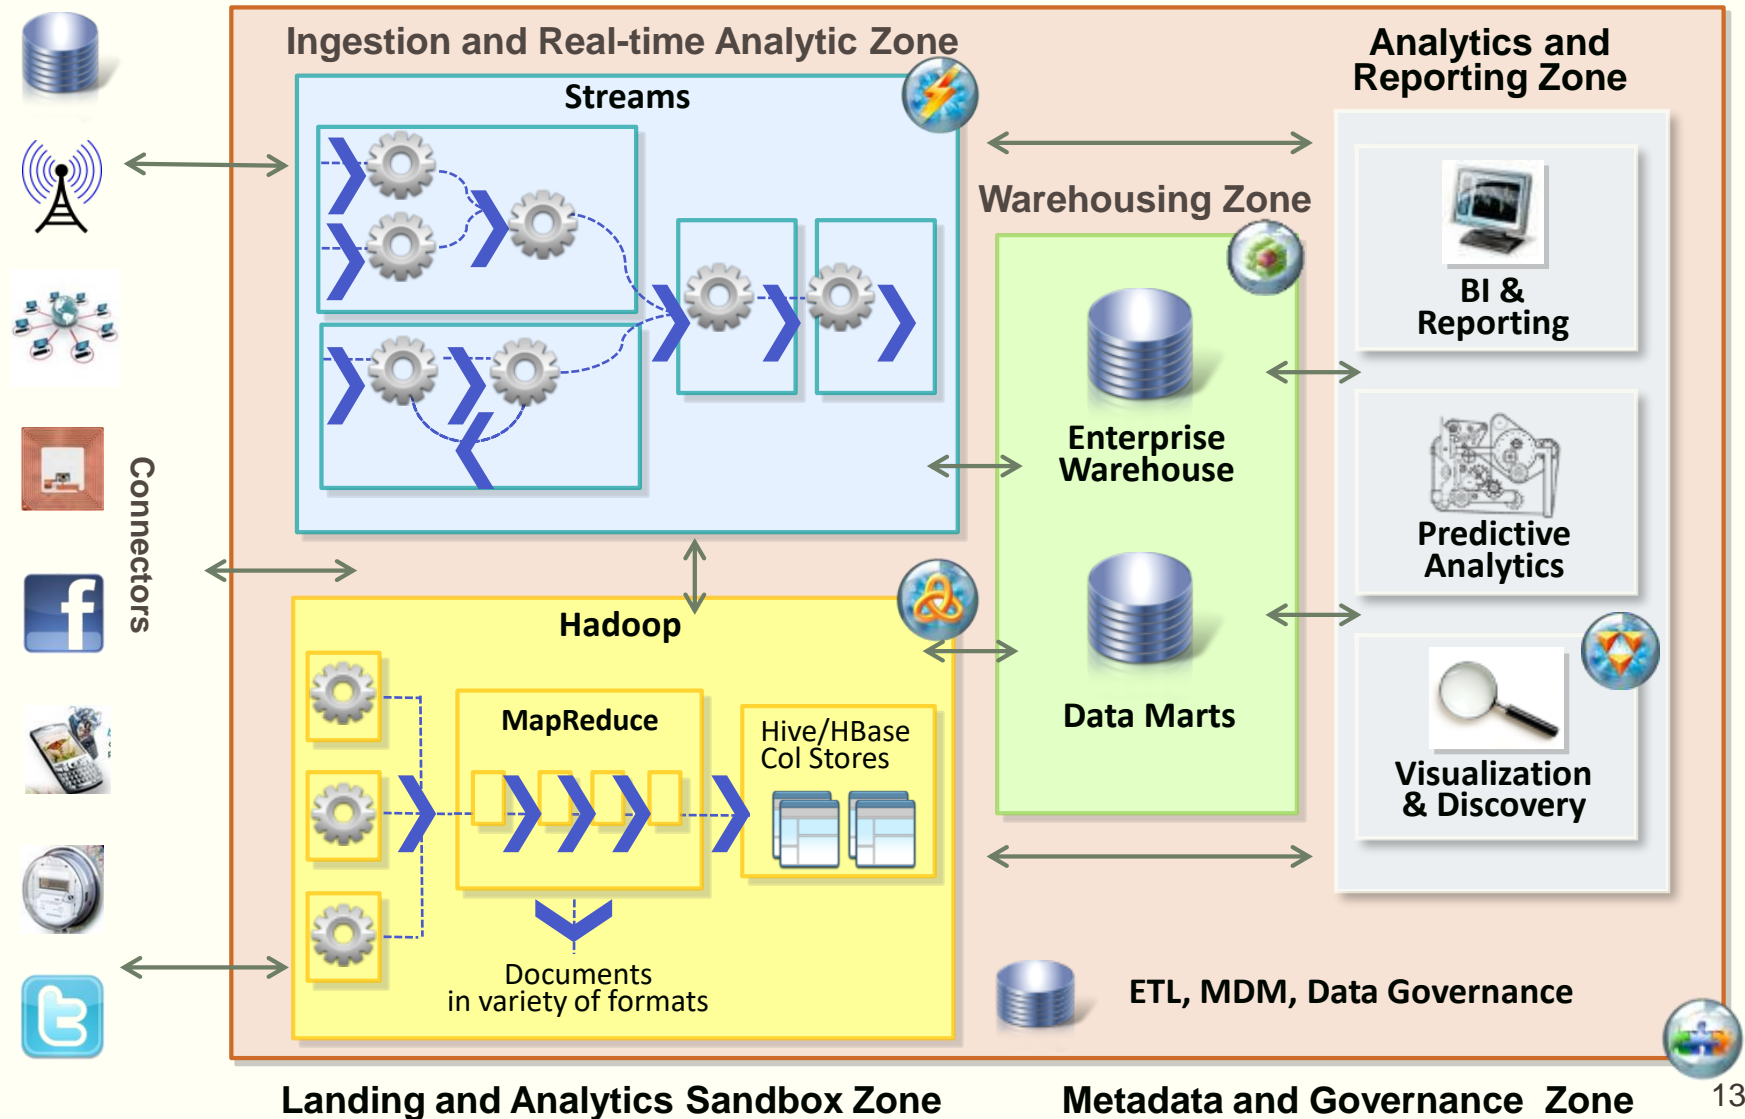 Ingestion and Real-time Analytic Zone
Streams
Analytics and
Reporting Zone
Warehousing Zone
BI &
Reporting
Enterprise
Warehouse
Predictive
Analytics
Connectors
Hadoop
MapReduce
Hive/HBase
Col Stores
Data Marts
Visualization
& Discovery
Documents
in variety of formats
ETL, MDM, Data Governance
Landing and Analytics Sandbox Zone
Metadata and Governance Zone
13